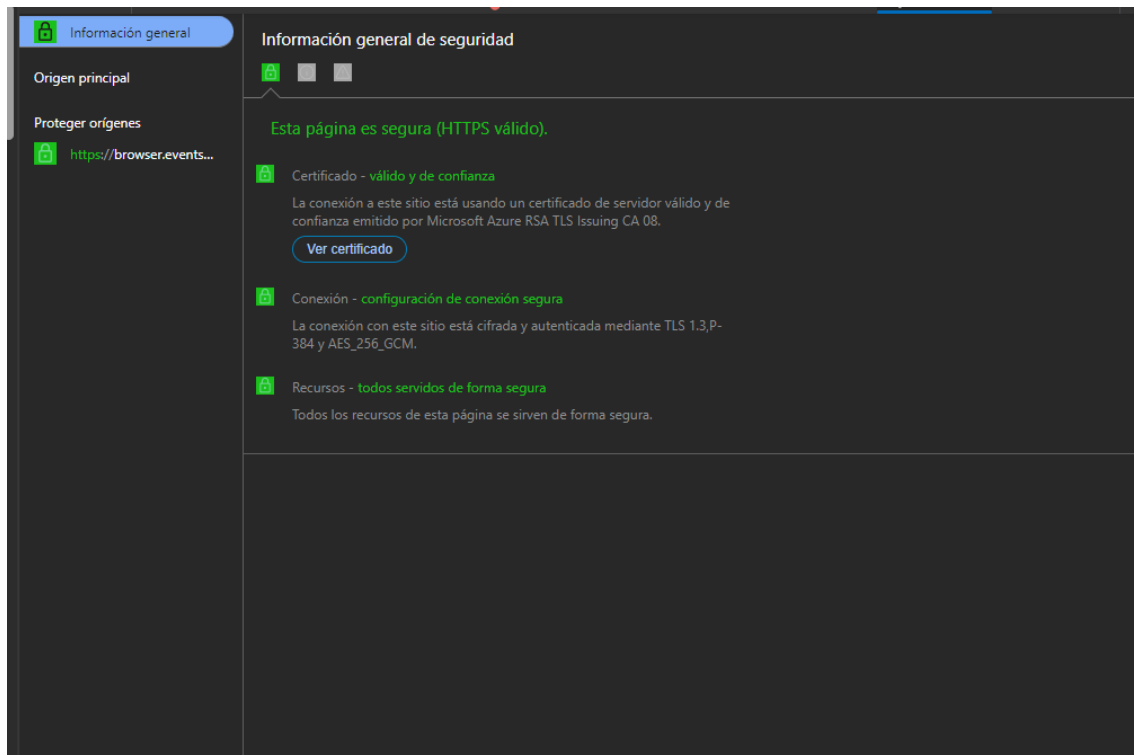 Información general
Información general de seguridad
Origen principal
Proteger orígenes
https://browser.events...
Esta página es segura (HTTPS válido).
Certificado - válido y de confianza
La conexión a este sitio está usando un certificado de servidor válido y de
confianza emitido por Microsoft Azure RSA TLS Issuing CA 08.
Ver certificado
Conexión - configuración de conexión segura
La conexión con este sitio está cifrada y autenticada mediante TLS 1.3,P-
384 y AES_256_GCM.
Recursos - todos servidos de forma segura
Todos los recursos de esta página se sirven de forma segura.